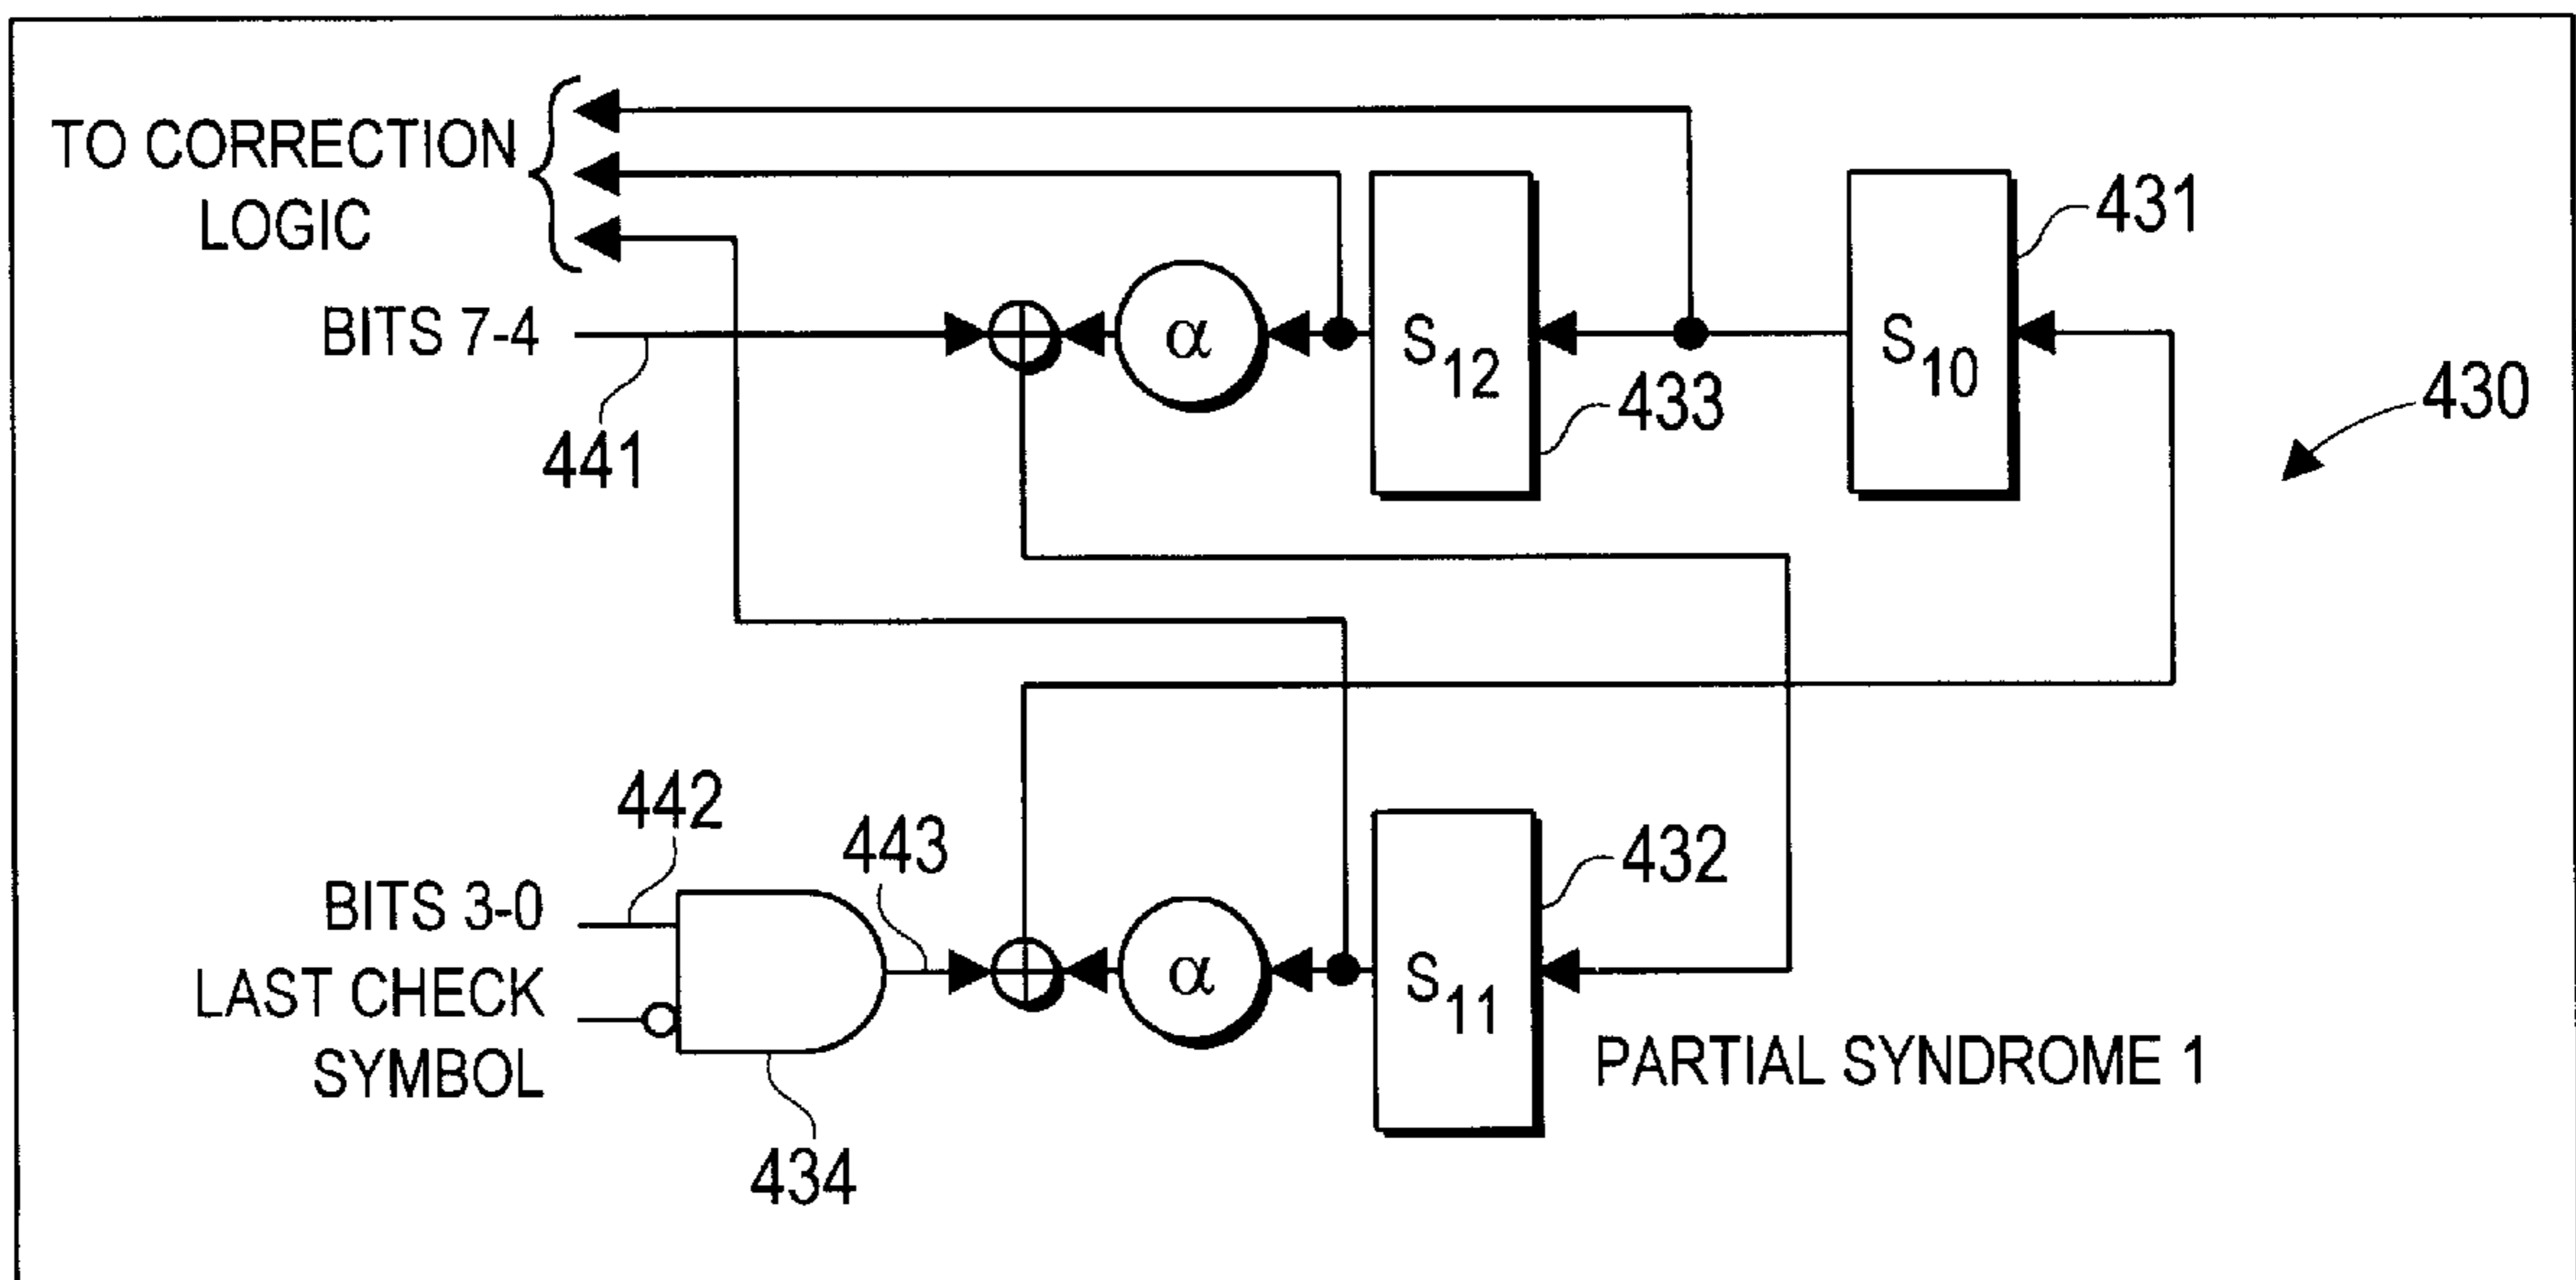 TO CORRECTION
LOGIC
BITS 7-4
441
α
S12
433
S10
431
430
442
BITS 3-0
LAST CHECK
SYMBOL
443
434
α
S11
432
PARTIAL SYNDROME 1